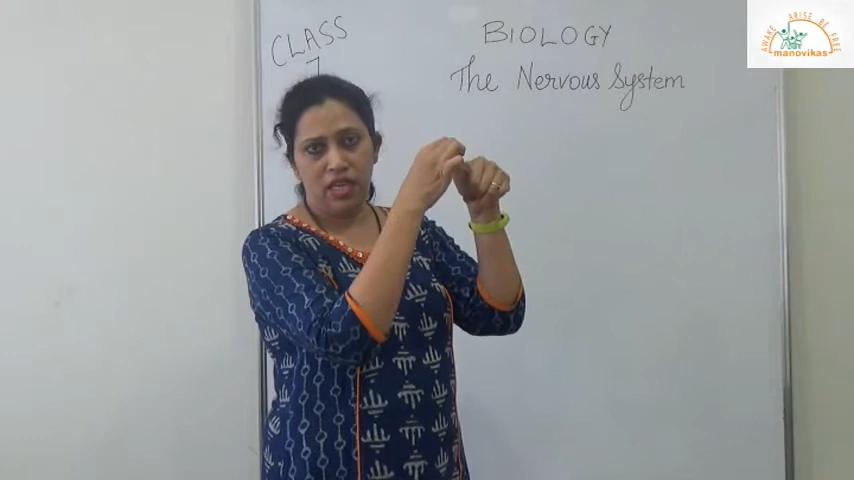 CLASS
7
BIOLOGY
The Nervous System
AWAKE ARISE BE FREE
manovikas